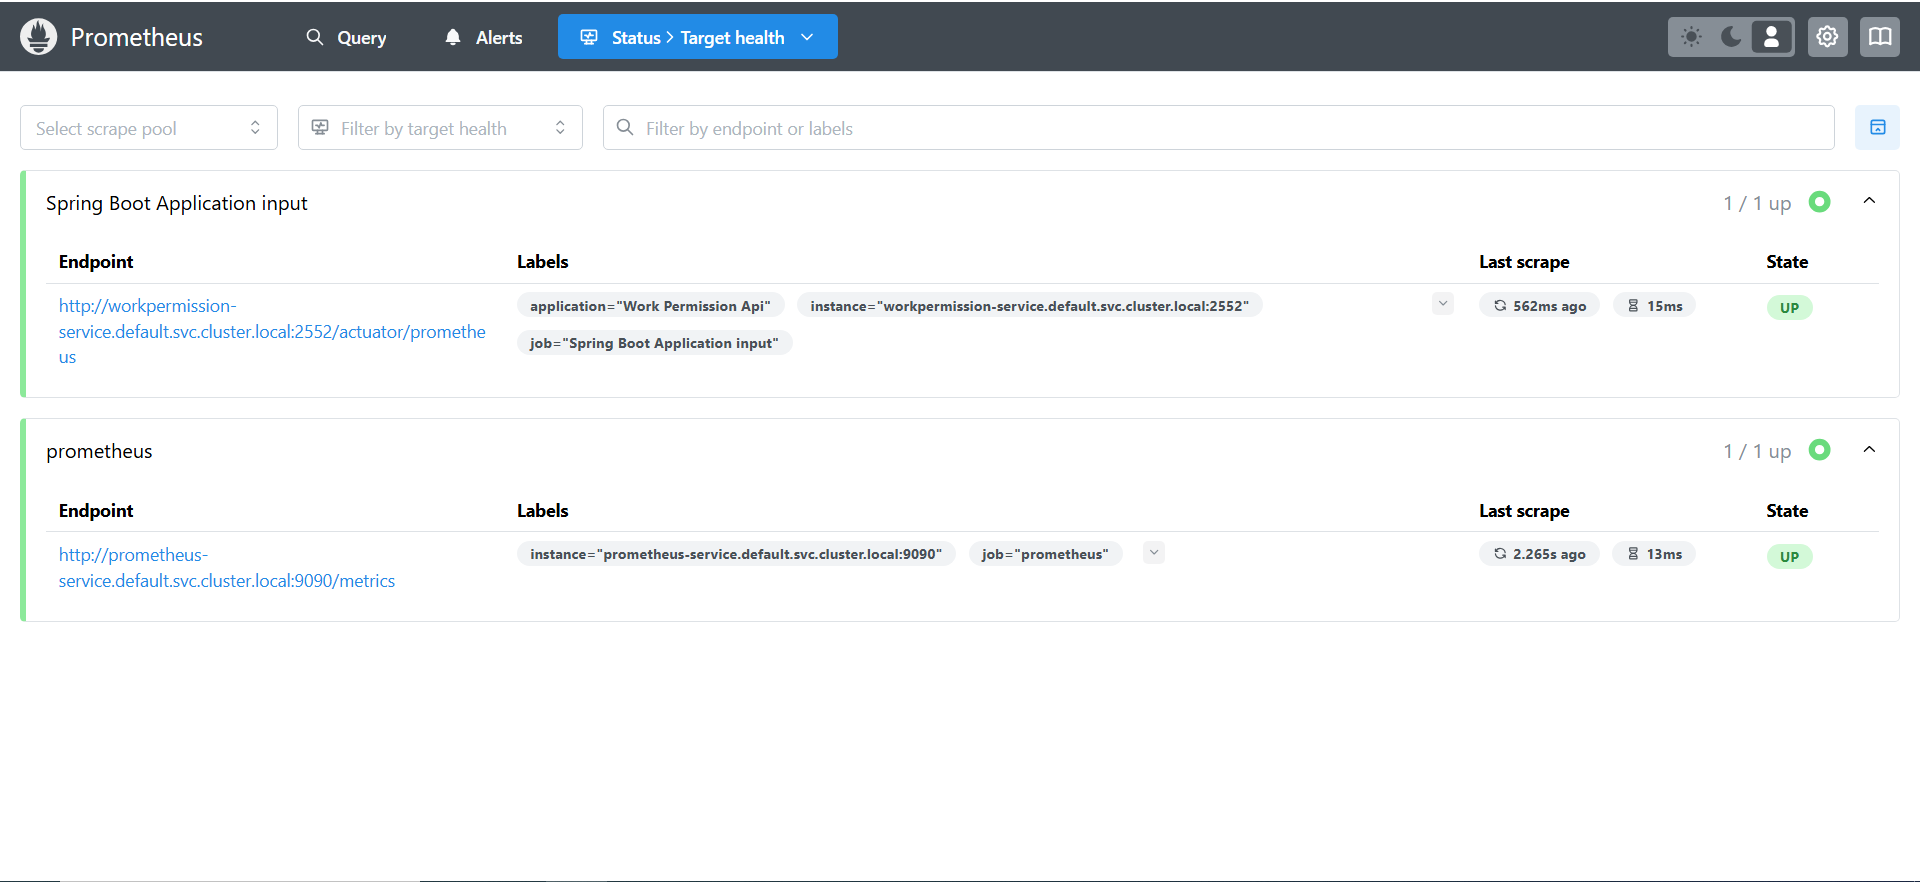 Prometheus
Query
Alerts
Status > Target health
Select scrape pool
Filter by target health
Filter by endpoint or labels
Spring Boot Application input
1 / 1 up
Endpoint
Labels
Last scrape
State
http://workpermission-
service.default.svc.cluster.local:2552/actuator/promethe
us
application="Work Permission Api"
instance="workpermission-service.default.svc.cluster.local:2552"
job="Spring Boot Application input"
562ms ago
15ms
UP
prometheus
1 / 1 up
Endpoint
Labels
Last scrape
State
http://prometheus-
service.default.svc.cluster.local:9090/metrics
instance="prometheus-service.default.svc.cluster.local:9090"
job="prometheus"
2.265s ago
13ms
UP